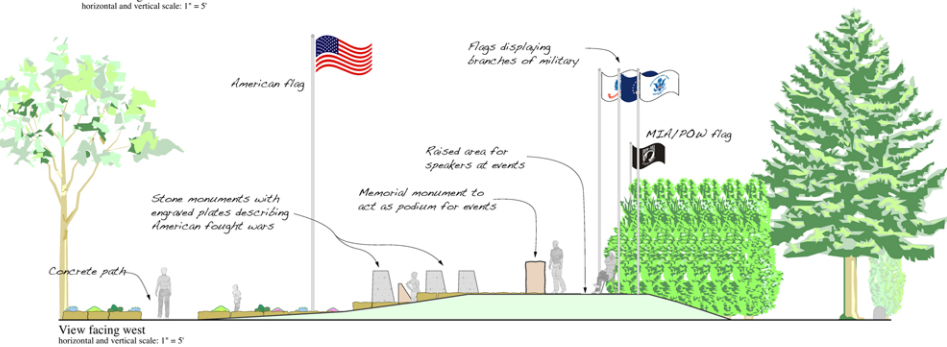 horizontal and vertical scale: 1" = 5'
Flags displaying
branches of military
American flag
MIA/POW flag
Raised area for
speakers at events
Stone monuments with
engraved plates describing
American fought wars
Memorial monument to
act as podium for events
Concrete path
View facing west
horizontal and vertical scale: 1" = 5'